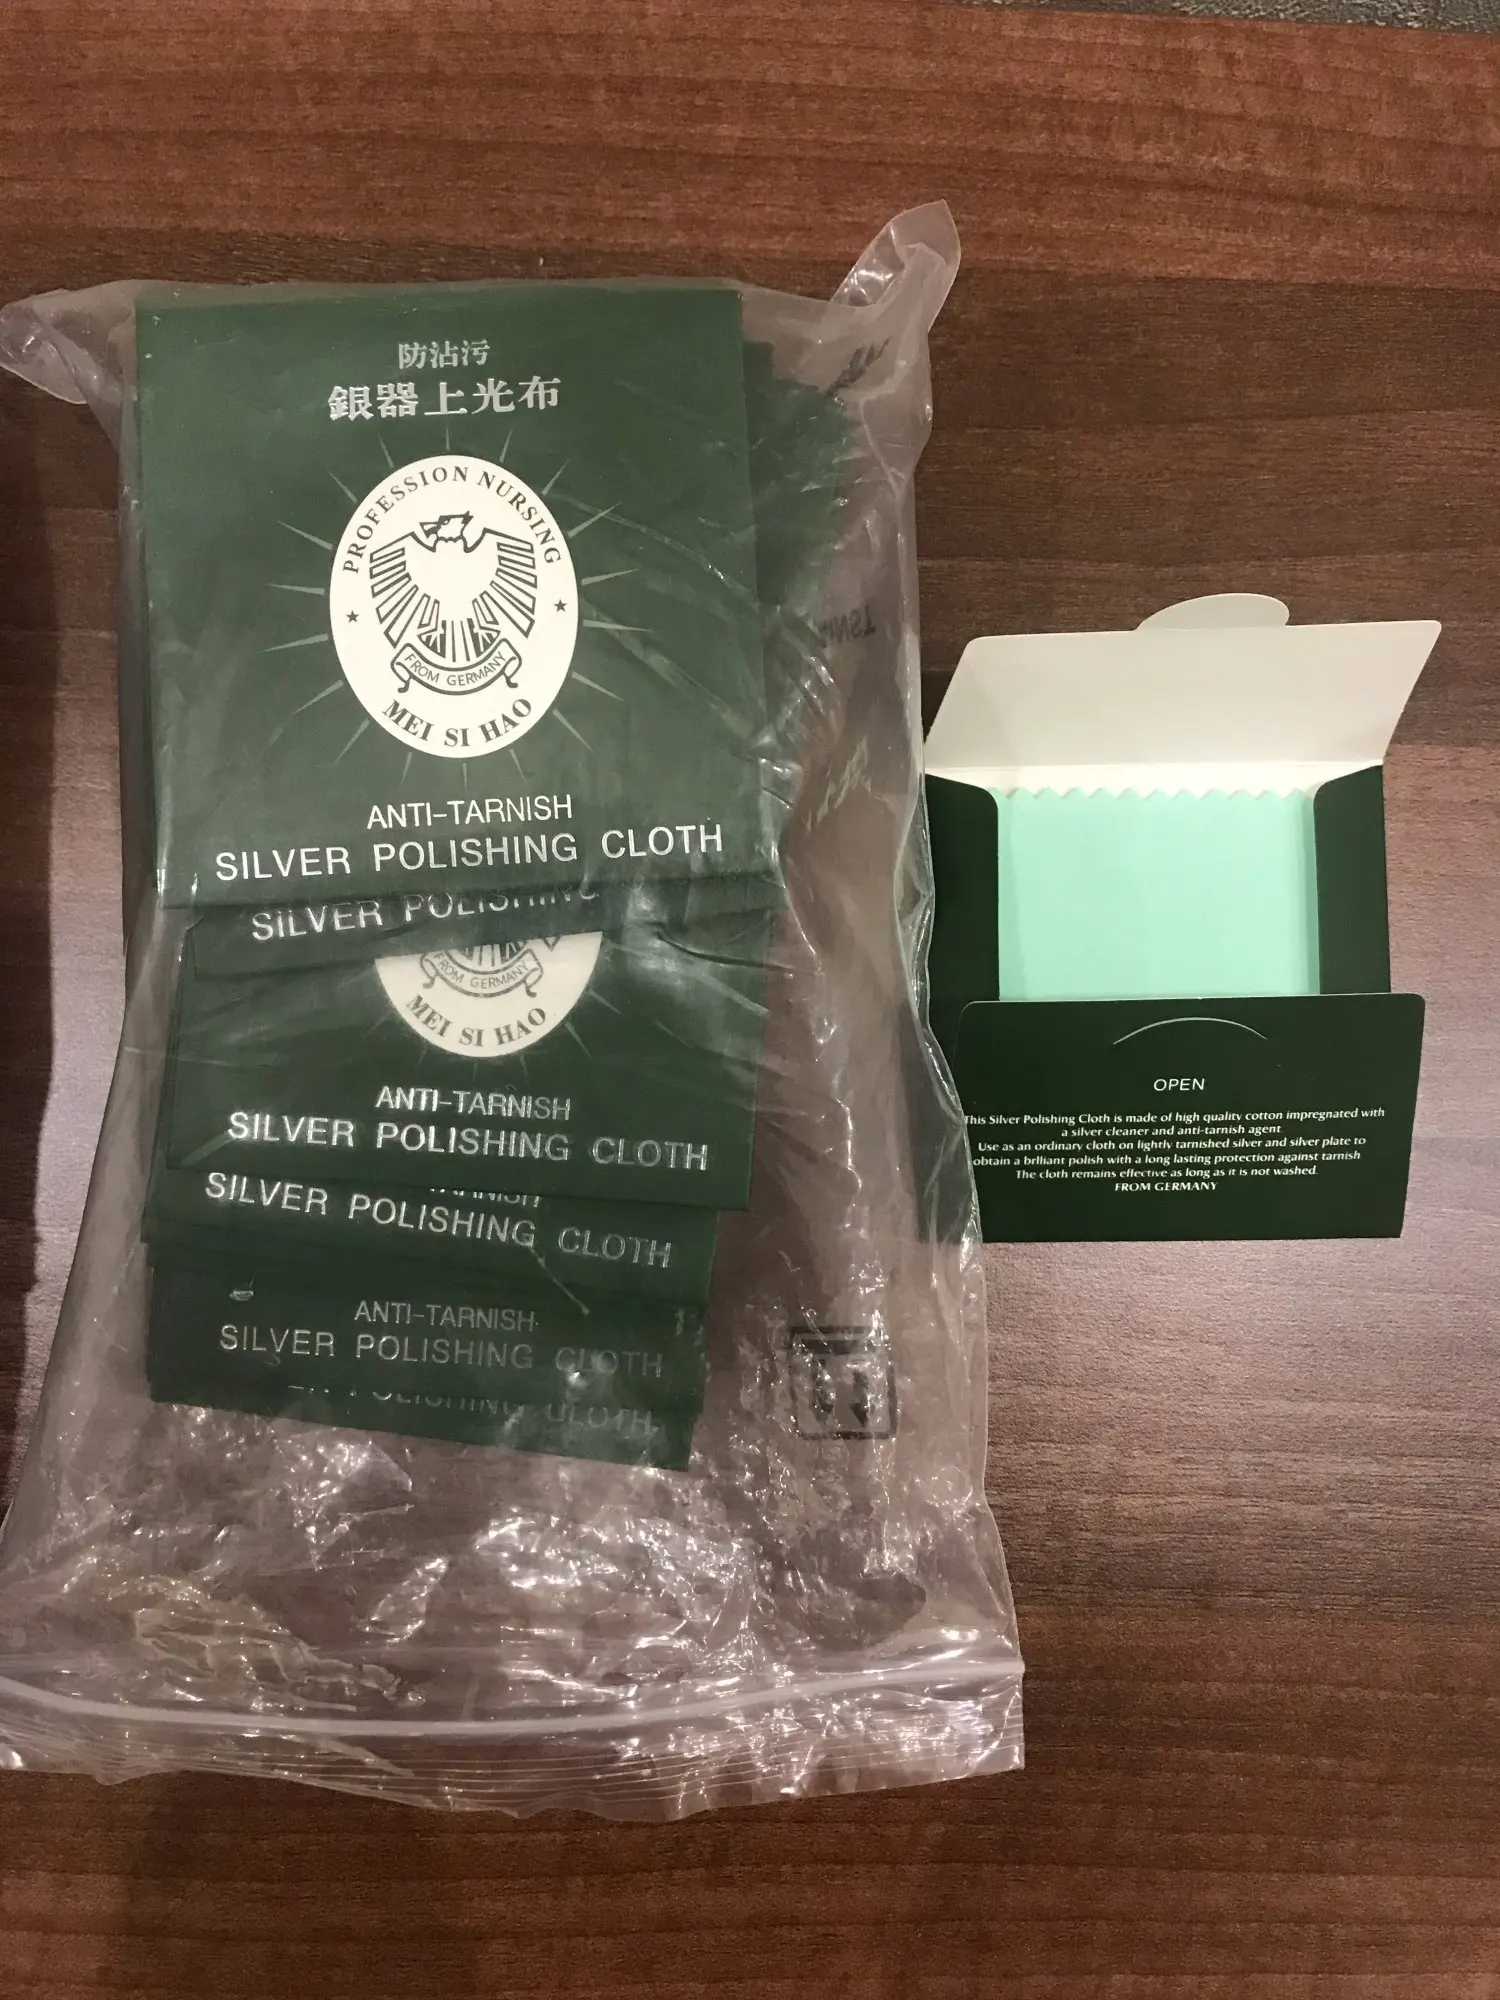 防沾污
銀器上光布
PROFESSION NURSING
FROM GERMANY
MEI SI HAO
ANTI-TARNISH
SILVER POLISHING CLOTH
SILVER POLISHING
FROM GERMANY
MEI SI HAO
ANTI-TARNISH
SILVER POLISHING CLOTH
SILVER POLISHING CLOTH
ANTI-TARNISH
SILVER POLISHING CLOTH
POLISHING CLOTH
OPEN
This Silver Polishing Cloth is made of high quality cotton impregnated with
a silver cleaner and anti-tarnish agent
Use as an ordinary cloth on lightly tarnished silver and silver plate to
obtain a brlliant polish with a long lasting protection against tarnish
The cloth remains effective as long as it is not washed.
FROM GERMANY